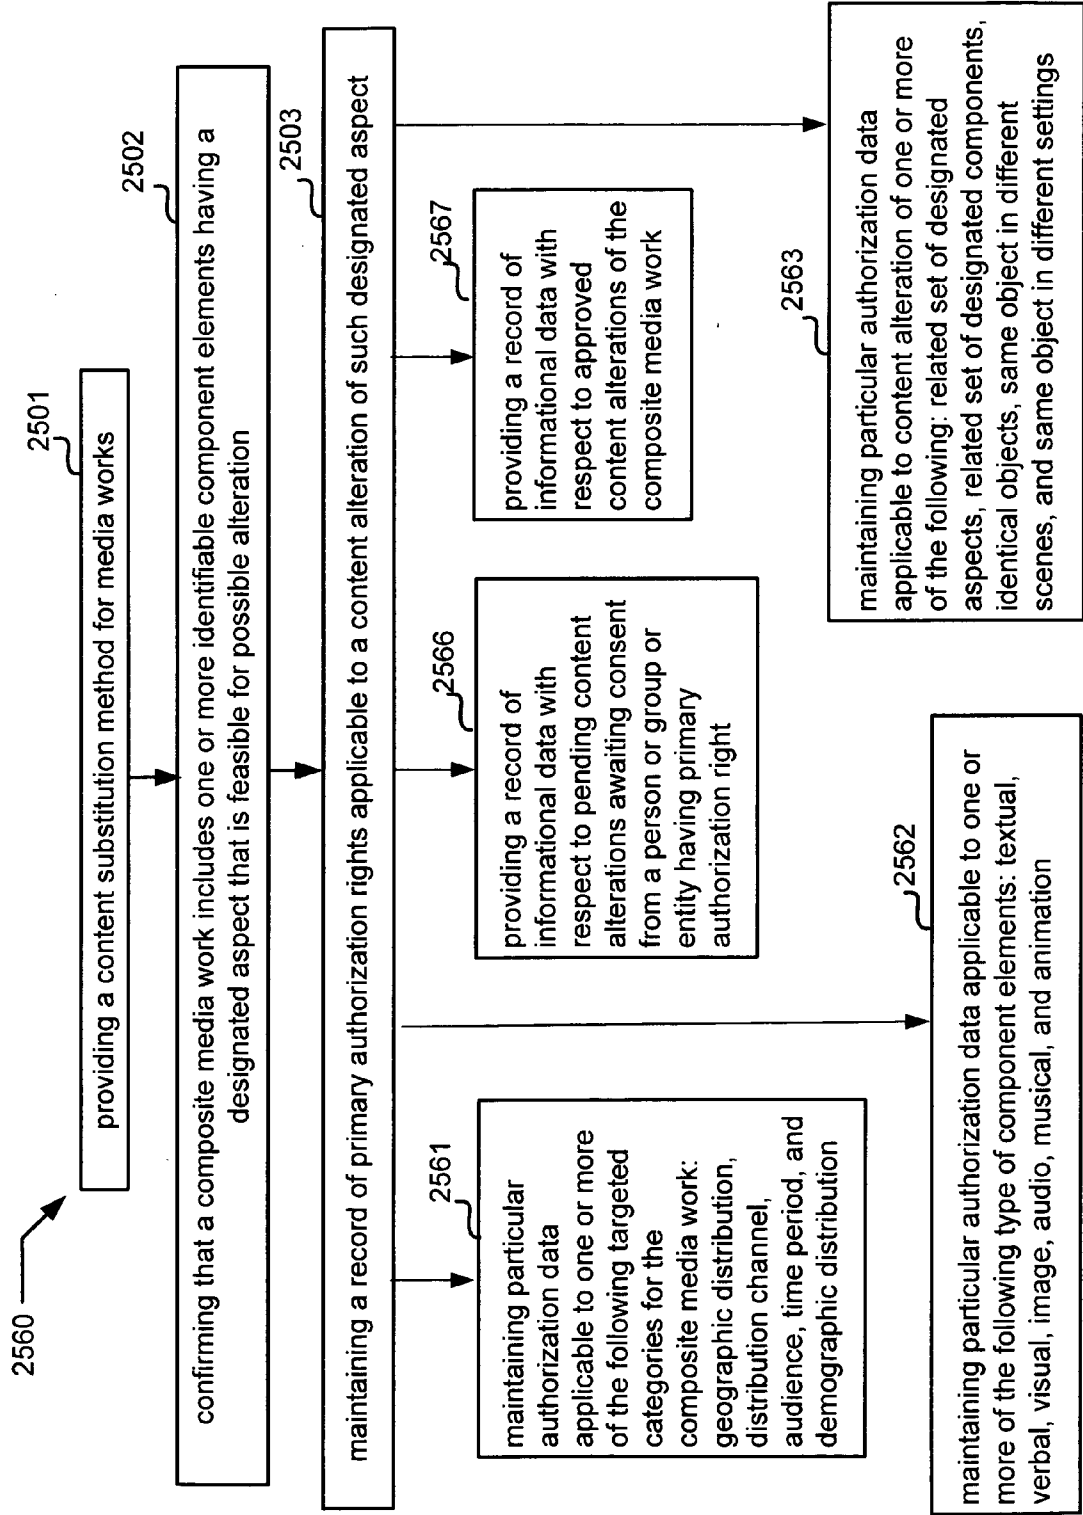 2560
2501
providing a content substitution method for media works
2502
confirming that a composite media work includes one or more identifiable component elements having a
designated aspect that is feasible for possible alteration
2503
maintaining a record of primary authorization rights applicable to a content alteration of such designated aspect
2561
maintaining particular
authorization data
applicable to one or more
of the following targeted
categories for the
composite media work:
geographic distribution,
distribution channel,
audience, time period, and
demographic distribution
2566
providing a record of
informational data with
respect to pending content
alterations awaiting consent
from a person or group or
entity having primary
authorization right
2567
providing a record of
informational data with
respect to approved
content alterations of the
composite media work
2562
maintaining particular authorization data applicable to one or
more of the following type of component elements: textual,
verbal, visual, image, audio, musical, and animation
2563
maintaining particular authorization data
applicable to content alteration of one or more
of the following: related set of designated
aspects, related set of designated components,
identical objects, same object in different
scenes, and same object in different settings